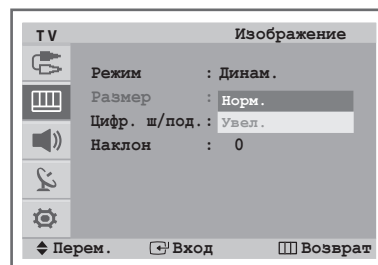 TV Изображение
Режим : Динам.
Размер : Норм.
Цифр. ш/под.: Увел.
Наклон : 0
Перем. Вход Возврат